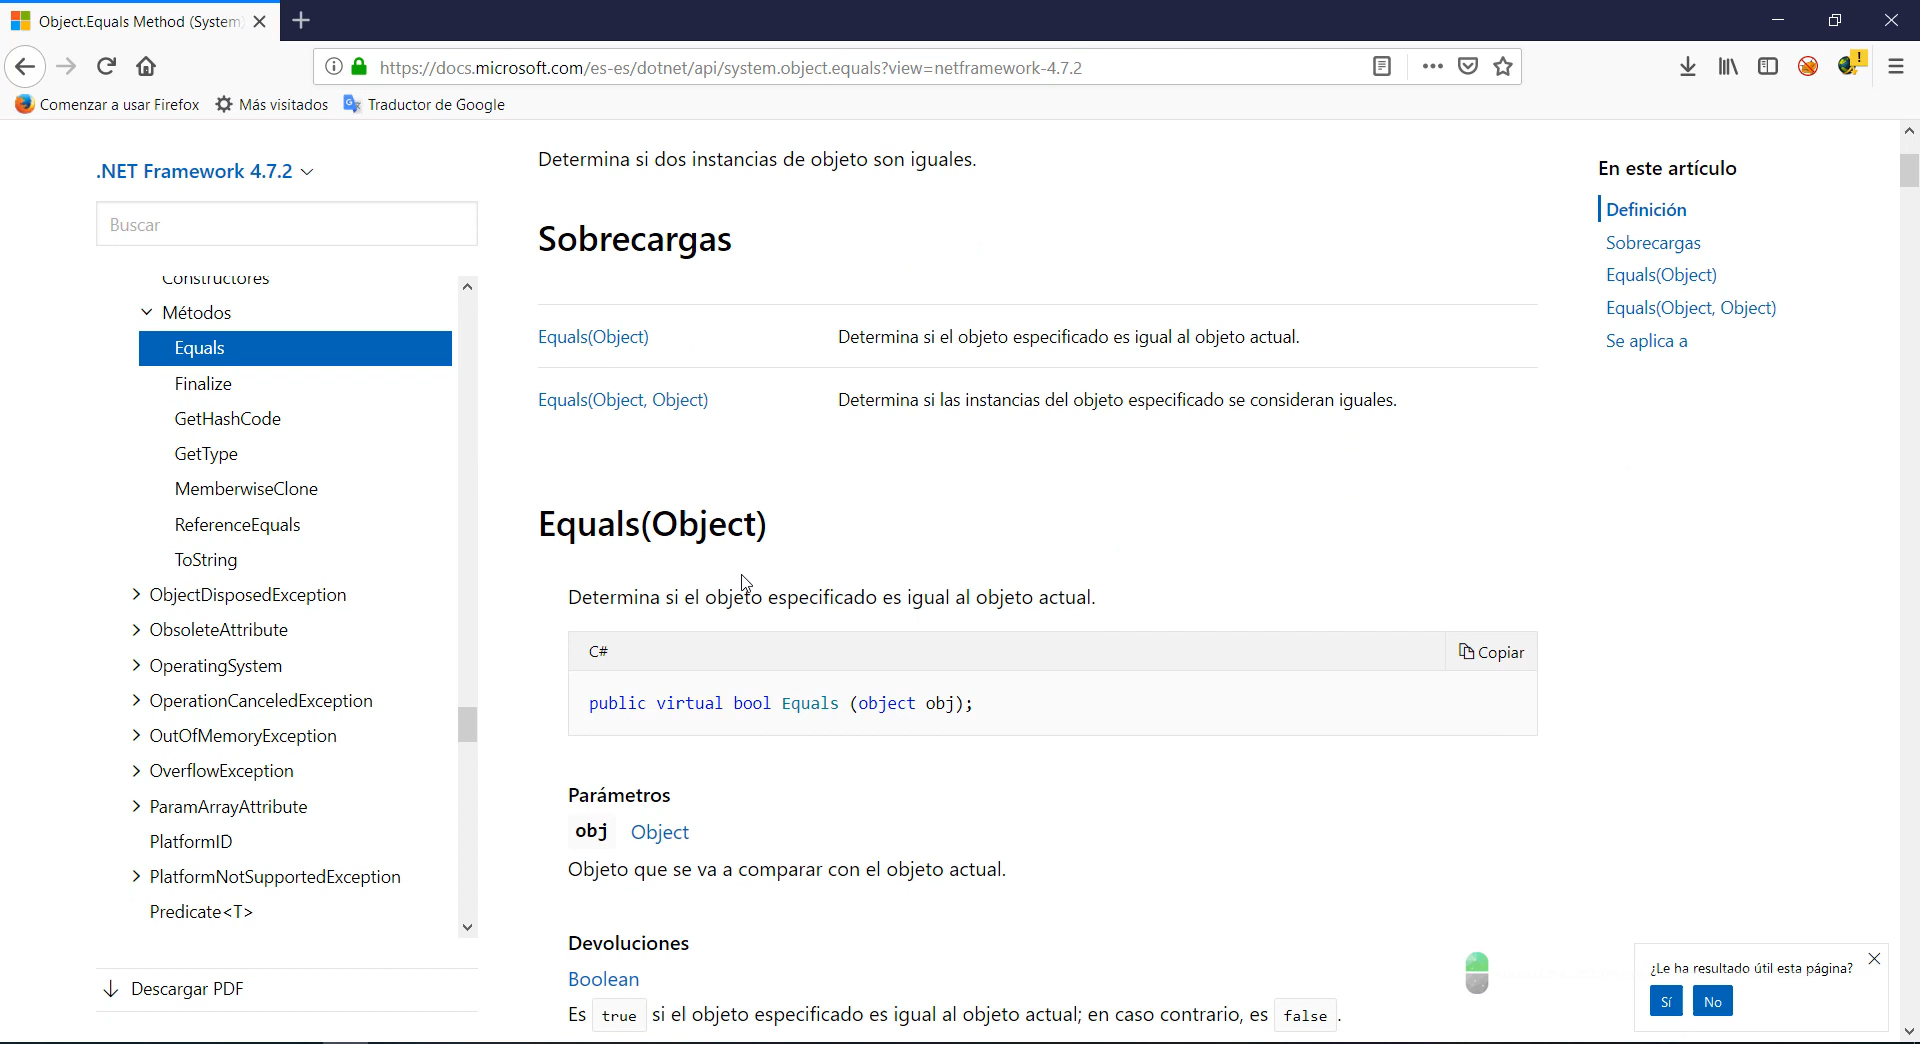 Object.Equals Method (System
https://docs.microsoft.com/es-es/dotnet/api/system.object.equals?view=netframework-4.7.2
Comenzar a usar Firefox
Más visitados
Traductor de Google
.NET Framework 4.7.2
Buscar
Constructores
Métodos
Equals
Finalize
GetHashCode
GetType
MemberwiseClone
ReferenceEquals
ToString
ObjectDisposedException
ObsoleteAttribute
OperatingSystem
OperationCanceledException
OutOfMemoryException
OverflowException
ParamArrayAttribute
PlatformID
PlatformNotSupportedException
Predicate<T>
Descargar PDF
Determina si dos instancias de objeto son iguales.
Sobrecargas
Equals(Object) Determina si el objeto especificado es igual al objeto actual.
Equals(Object, Object) Determina si las instancias del objeto especificado se consideran iguales.
Equals(Object)
Determina si el objeto especificado es igual al objeto actual.
C# Copiar
public virtual bool Equals (object obj);
Parámetros
obj Object
Objeto que se va a comparar con el objeto actual.
Devoluciones
Boolean
Es true si el objeto especificado es igual al objeto actual; en caso contrario, es false.
En este artículo
Definición
Sobrecargas
Equals(Object)
Equals(Object, Object)
Se aplica a
¿Le ha resultado útil esta página?
Sí No